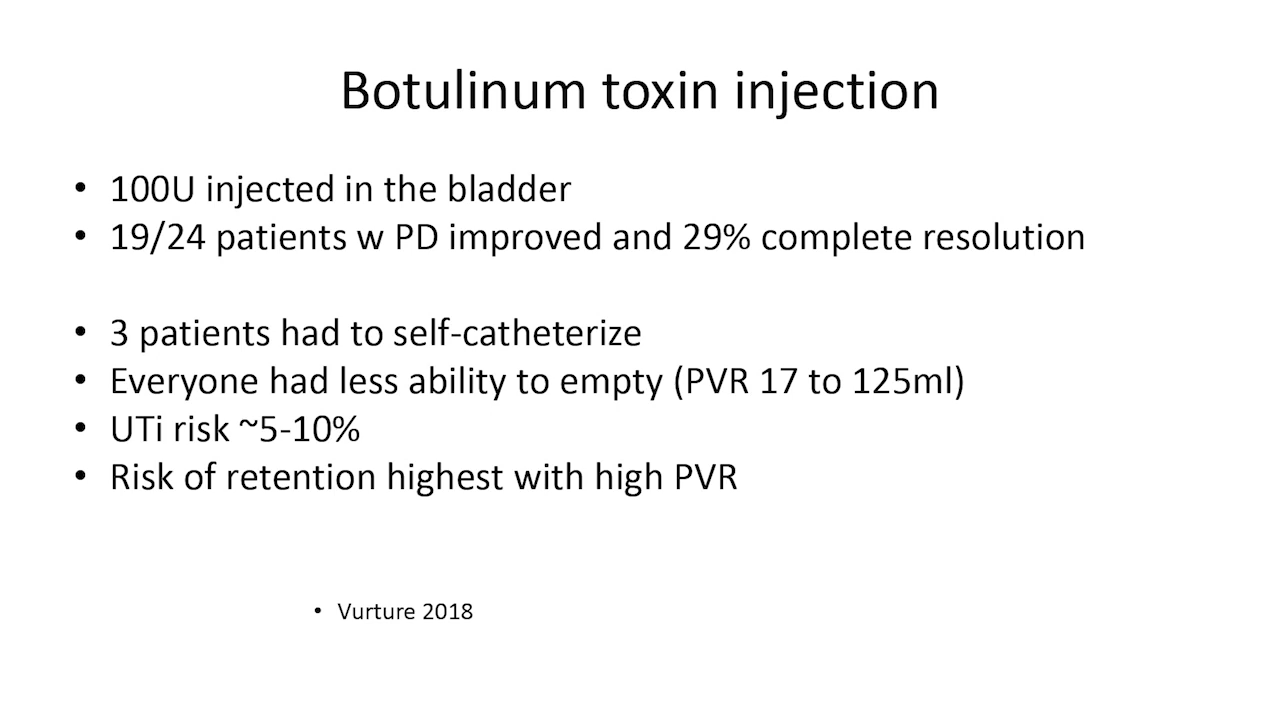 Botulinum toxin injection
• 100U injected in the bladder
• 19/24 patients w PD improved and 29% complete resolution
• 3 patients had to self-catheterize
• Everyone had less ability to empty (PVR 17 to 125ml)
• UTi risk ~5-10%
• Risk of retention highest with high PVR
• Vurture 2018